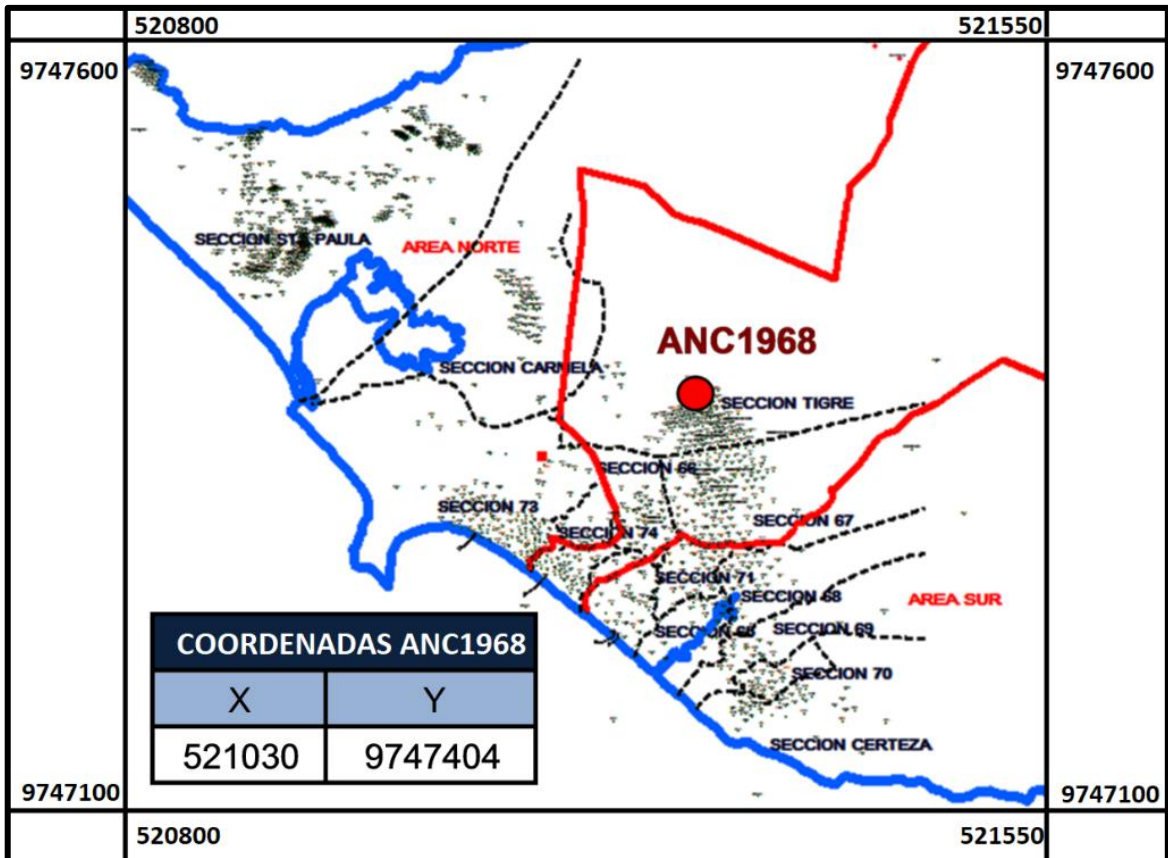 520800 521550
9747600 9747600
SECCION STA PAULA
AREA NORTE
ANC1968
SECCION CARMELA
SECCION TIGRE
SECCION 66
SECCION 73
SECCION 67
SECCION 74
SECCION 71
SECCION 68
AREA SUR
SECCION 69
SECCION 70
SECCION CERTEZA
COORDENADAS ANC1968
X Y
521030 9747404
9747100 9747100
520800 521550